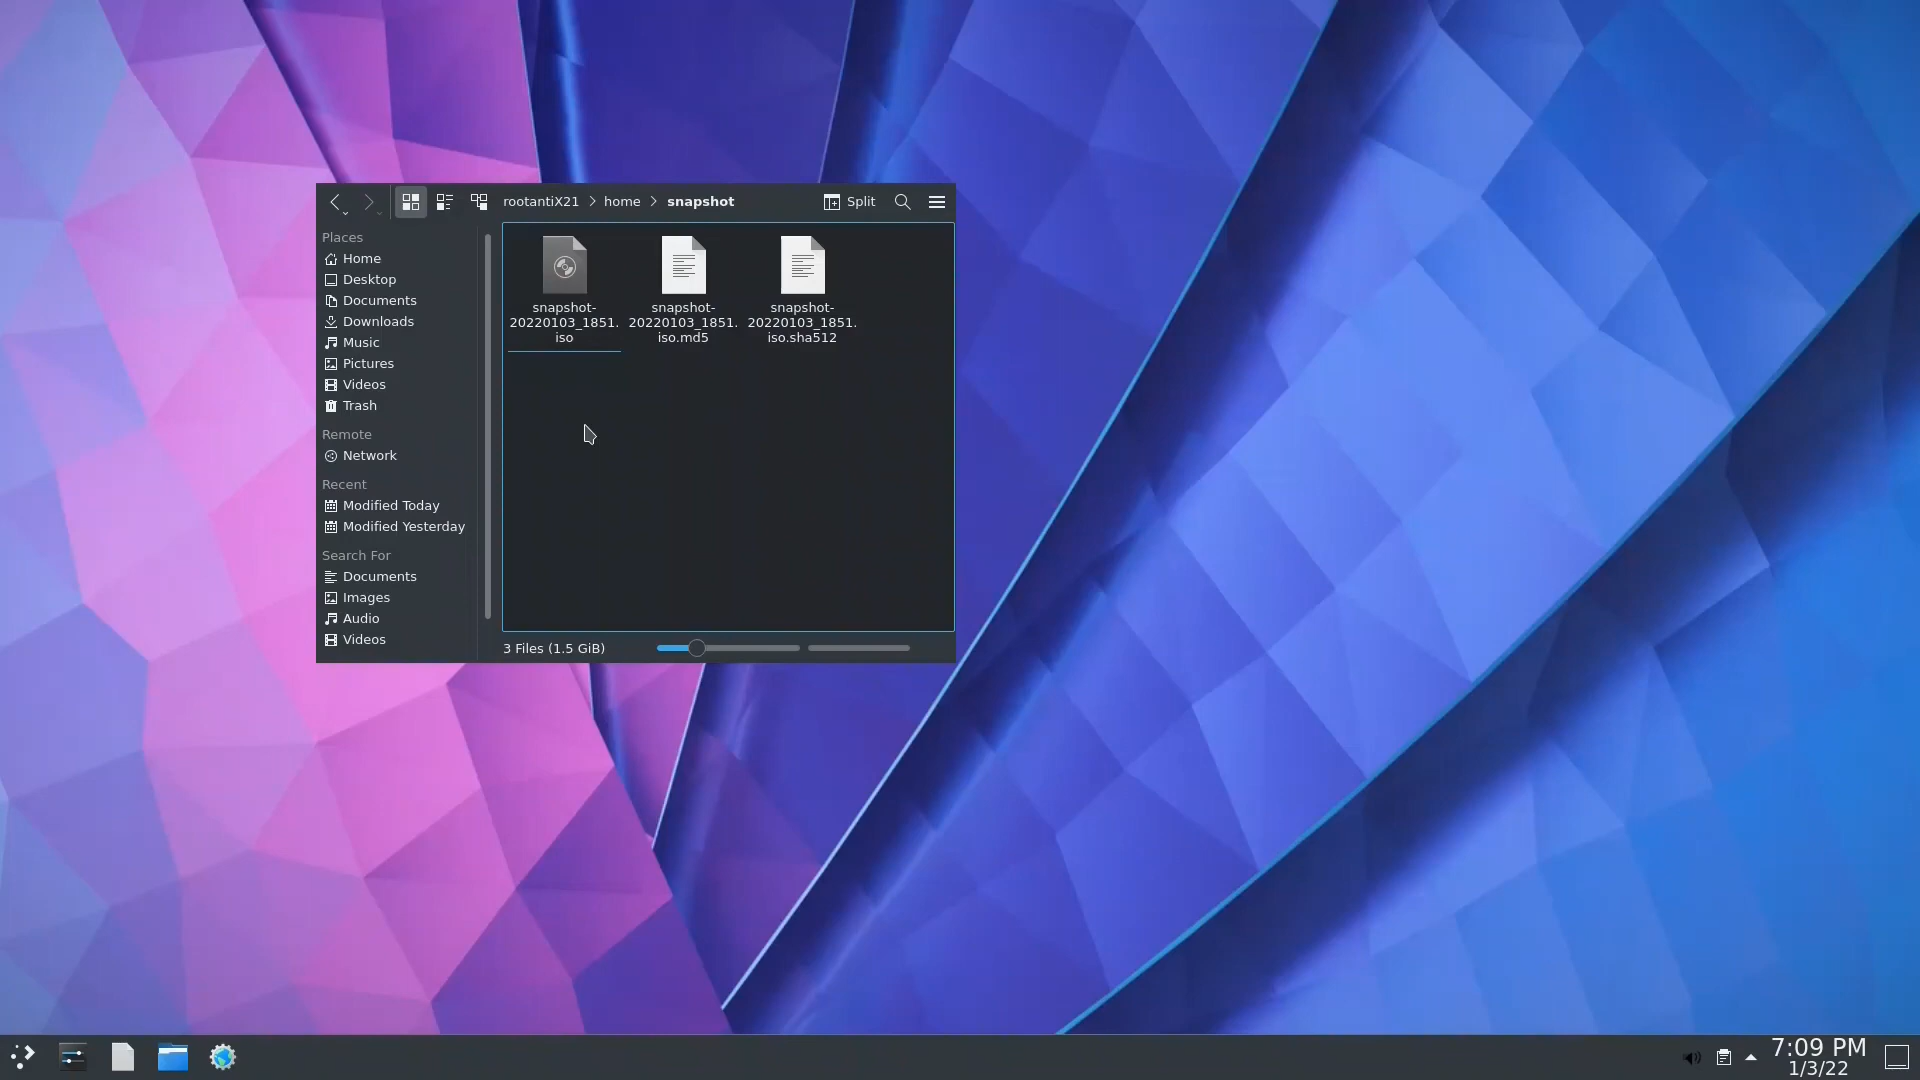 rootantiX21 home snapshot
Split
Places
Home
Desktop
Documents
Downloads
Music
Pictures
Videos
Trash
Remote
Network
Recent
Modified Today
Modified Yesterday
Search For
Documents
Images
Audio
Videos
snapshot-
20220103_1851.
iso
snapshot-
20220103_1851.
iso.md5
snapshot-
20220103_1851.
iso.sha512
3 Files (1.5 GiB)
7:09 PM
1/3/22